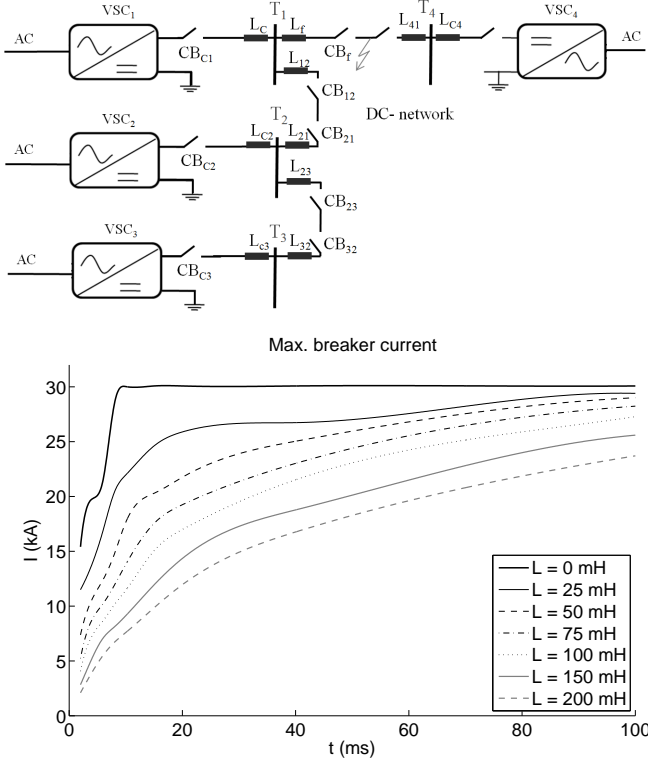 VSC1 T1 T4 VSC4
AC LC Lf L41 LC4
CBC1 CBf AC
L12
CB12
DC- network
VSC2 T2
AC LC2 L21 CB21
CBC2 L23
CB23
VSC3 T3
AC Lc3 L32 CB32
CBC3
Max. breaker current
30
25
20
15
10
5
0
I (kA)
L = 0 mH
L = 25 mH
L = 50 mH
L = 75 mH
L = 100 mH
L = 150 mH
L = 200 mH
0 20 40 60 80 100
t (ms)